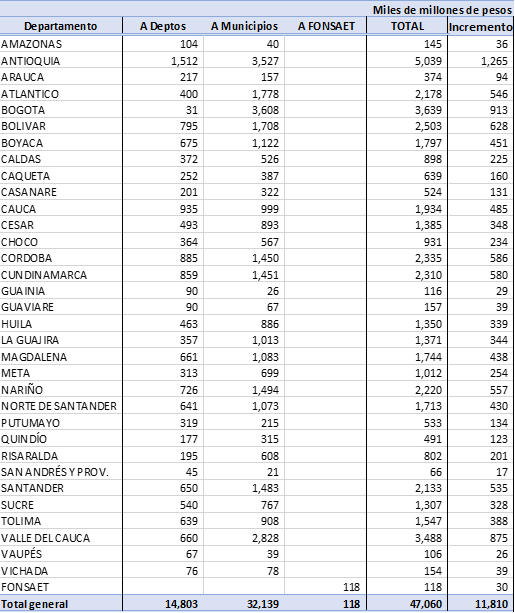 Miles de millones de pesos
Departamento A Deptos A Municipios A FONSAET TOTAL Incremento
AMAZONAS 104 40 145 36
ANTIOQUIA 1,512 3,527 5,039 1,265
ARAUCA 217 157 374 94
ATLANTICO 400 1,778 2,178 546
BOGOTA 31 3,608 3,639 913
BOLIVAR 795 1,708 2,503 628
BOYACA 675 1,122 1,797 451
CALDAS 372 526 898 225
CAQUETA 252 387 639 160
CASANARE 201 322 524 131
CAUCA 935 999 1,934 485
CESAR 493 893 1,385 348
CHOCO 364 567 931 234
CORDOBA 885 1,450 2,335 586
CUNDINAMARCA 859 1,451 2,310 580
GUAINIA 90 26 116 29
GUAVIARE 90 67 157 39
HUILA 463 886 1,350 339
LA GUAJIRA 357 1,013 1,371 344
MAGDALENA 661 1,083 1,744 438
META 313 699 1,012 254
NARIÑO 726 1,494 2,220 557
NORTE DE SANTANDER 641 1,073 1,713 430
PUTUMAYO 319 215 533 134
QUINDÍO 177 315 491 123
RISARALDA 195 608 802 201
SAN ANDRÉS Y PROV. 45 21 66 17
SANTANDER 650 1,483 2,133 535
SUCRE 540 767 1,307 328
TOLIMA 639 908 1,547 388
VALLE DEL CAUCA 660 2,828 3,488 875
VAUPÉS 67 39 106 26
VICHADA 76 78 154 39
FONSAET 118 118 30
Total general 14,803 32,139 118 47,060 11,810